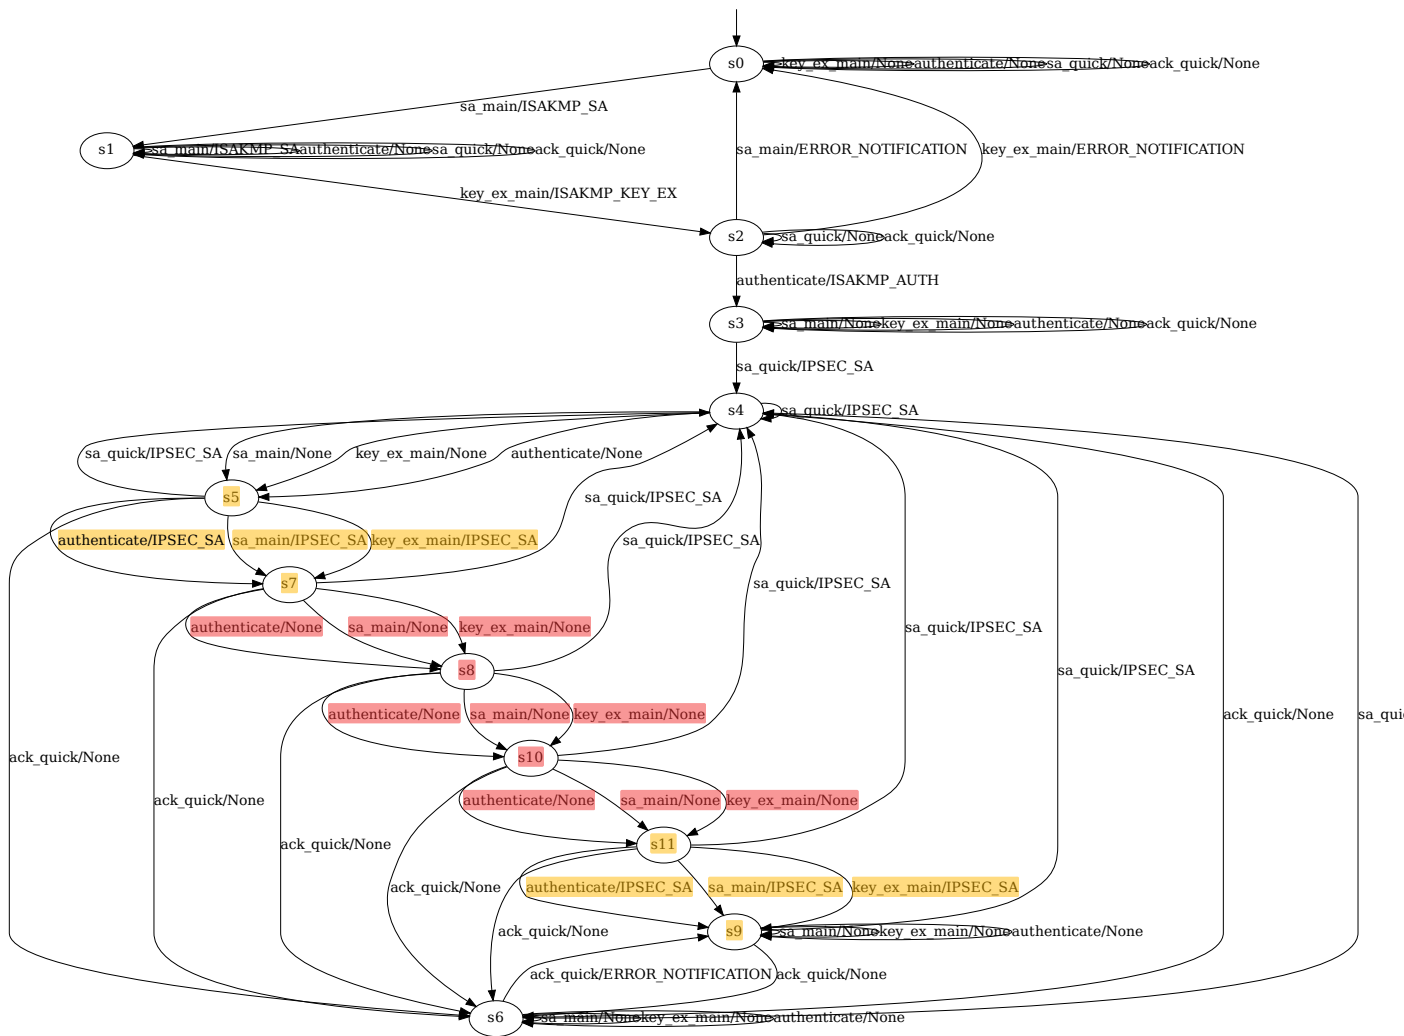 s0
key_ex_main/None
authenticate/None
sa_quick/None
ack_quick/None
sa_main/ISAKMP_SA
s1
sa_main/ISAKMP_SA
authenticate/None
sa_quick/None
ack_quick/None
sa_main/ERROR_NOTIFICATION
key_ex_main/ERROR_NOTIFICATION
key_ex_main/ISAKMP_KEY_EX
s2
sa_quick/None
ack_quick/None
authenticate/ISAKMP_AUTH
s3
sa_main/None
key_ex_main/None
authenticate/None
ack_quick/None
sa_quick/IPSEC_SA
s4
sa_quick/IPSEC_SA
sa_quick/IPSEC_SA
sa_main/None
key_ex_main/None
authenticate/None
s5
sa_quick/IPSEC_SA
authenticate/IPSEC_SA
sa_main/IPSEC_SA
key_ex_main/IPSEC_SA
sa_quick/IPSEC_SA
s7
sa_quick/IPSEC_SA
authenticate/None
sa_main/None
key_ex_main/None
sa_quick/IPSEC_SA
s8
sa_quick/IPSEC_SA
authenticate/None
sa_main/None
key_ex_main/None
ack_quick/None
sa_quic
ack_quick/None
s10
ack_quick/None
authenticate/None
sa_main/None
key_ex_main/None
ack_quick/None
s11
ack_quick/None
authenticate/IPSEC_SA
sa_main/IPSEC_SA
key_ex_main/IPSEC_SA
ack_quick/None
s9
sa_main/None
key_ex_main/None
authenticate/None
ack_quick/ERROR_NOTIFICATION
ack_quick/None
s6
sa_main/None
key_ex_main/None
authenticate/None